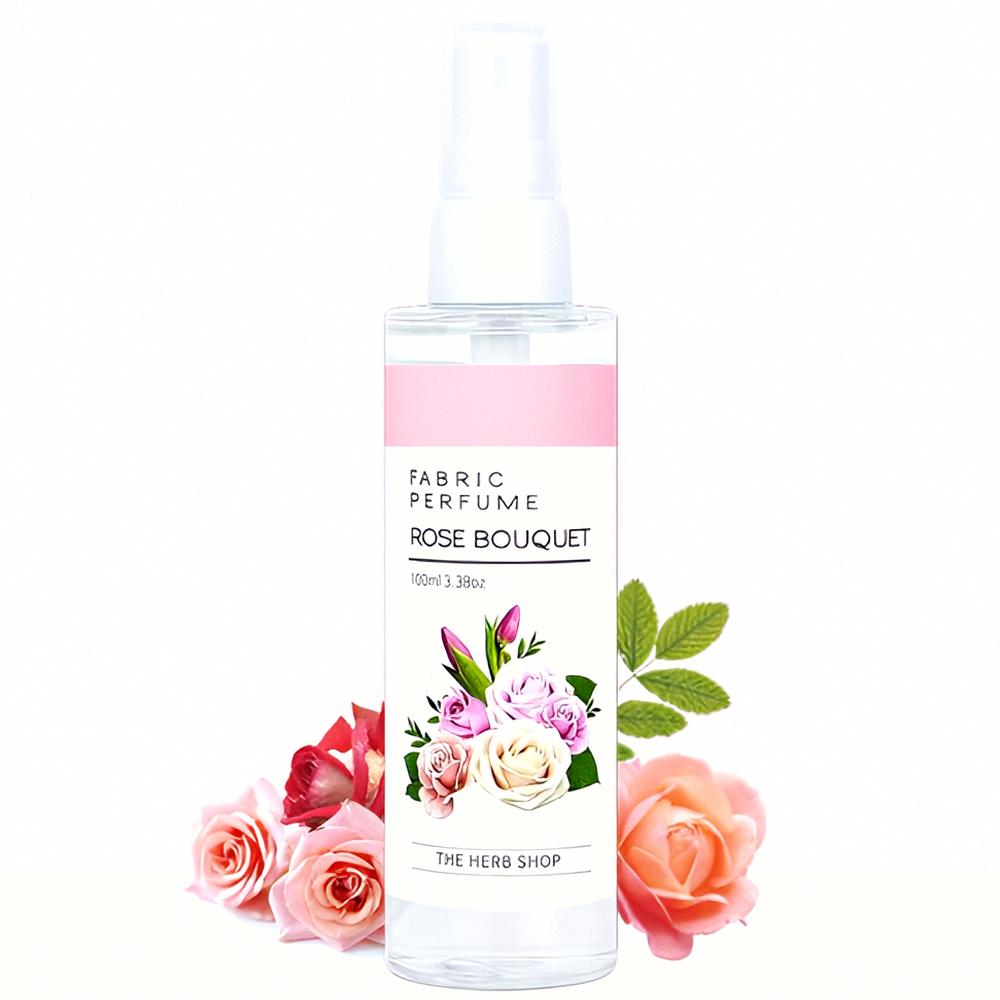 FABRIC
PERFUME
ROSE BOUQUET
100ml 3.38oz
THE HERB SHOP